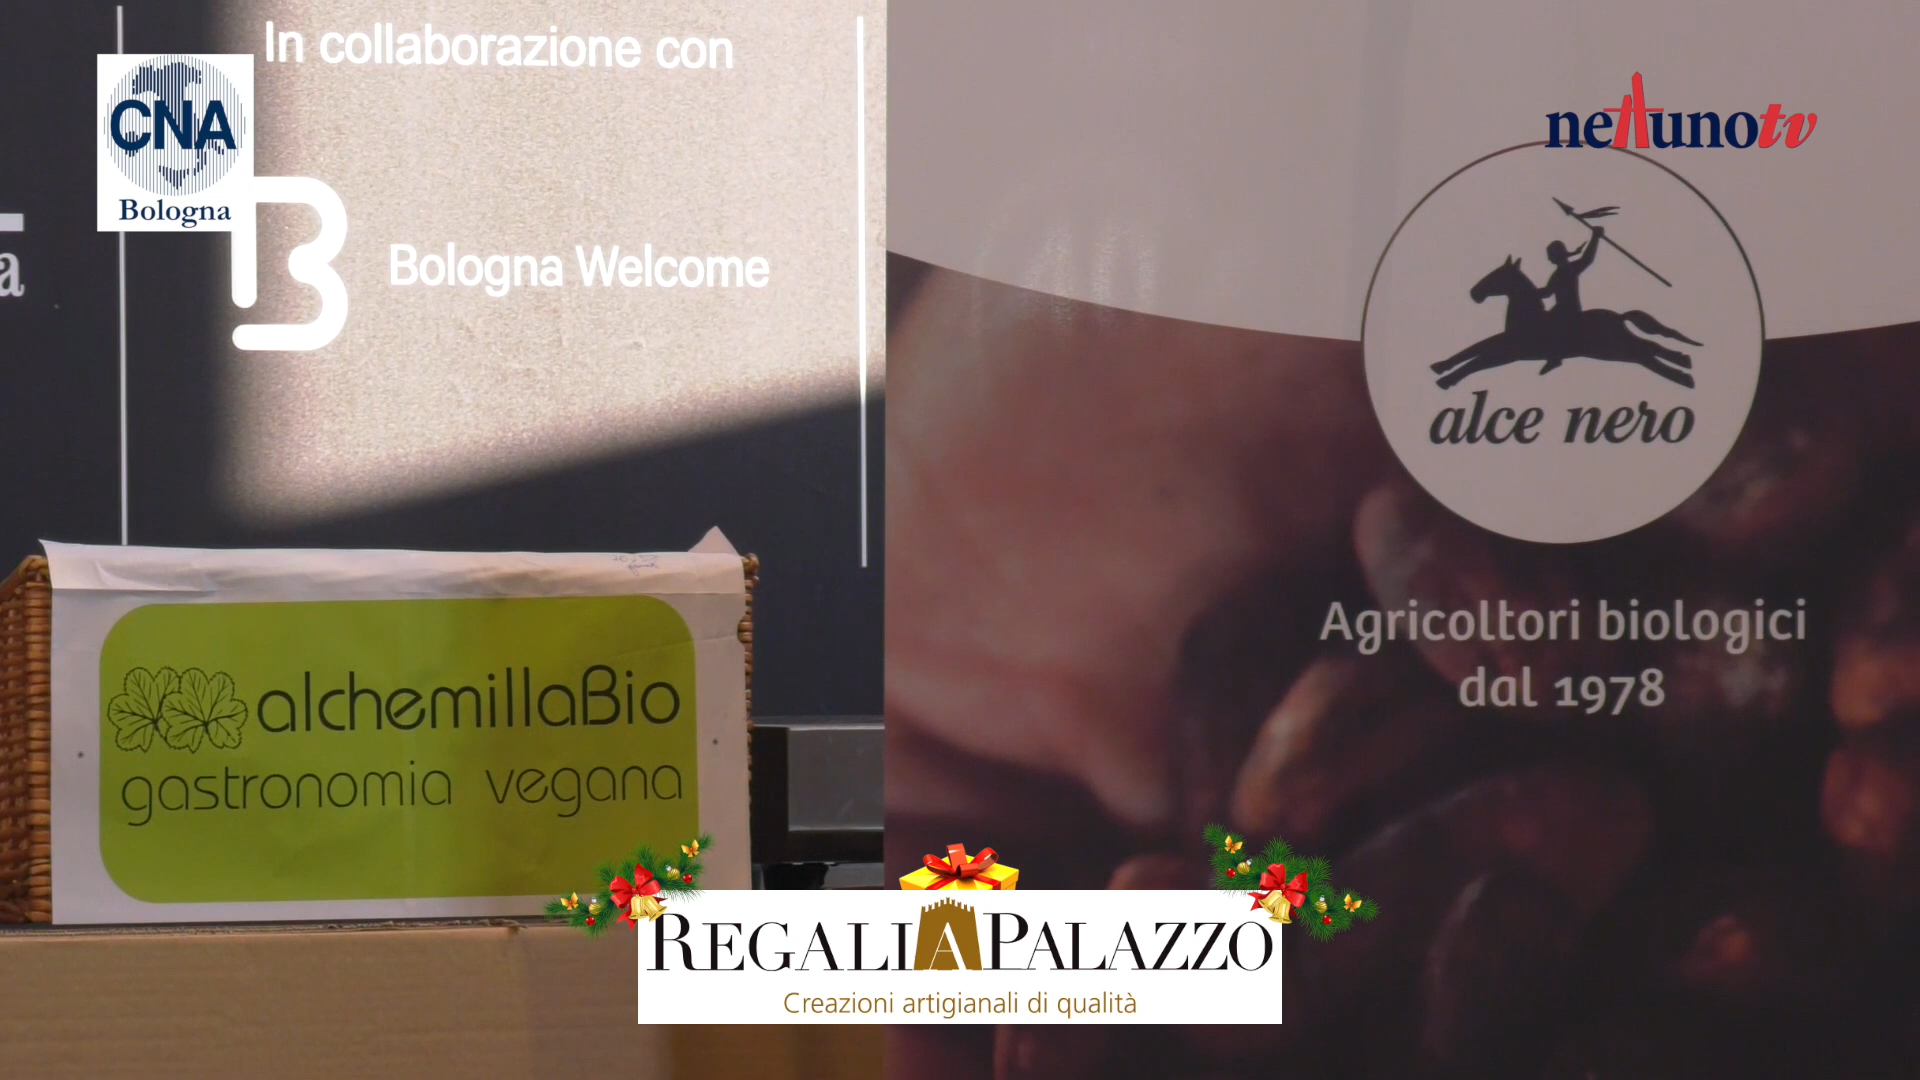 In collaborazione con
CNA
Bologna
B
Bologna Welcome
a
nettunotv
alce nero
Agricoltori biologici
dal 1978
alchemillaBio
gastronomia vegana
REGALI A PALAZZO
Creazioni artigianali di qualità